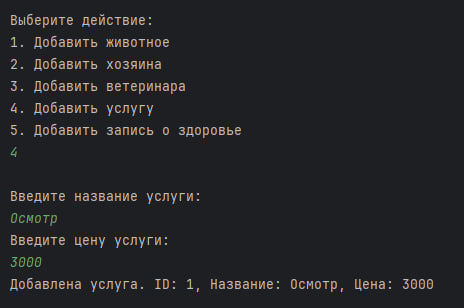 Выберите действие:
1. Добавить животное
2. Добавить хозяина
3. Добавить ветеринара
4. Добавить услугу
5. Добавить запись о здоровье
4
Введите название услуги:
Осмотр
Введите цену услуги:
3000
Добавлена услуга. ID: 1, Название: Осмотр, Цена: 3000